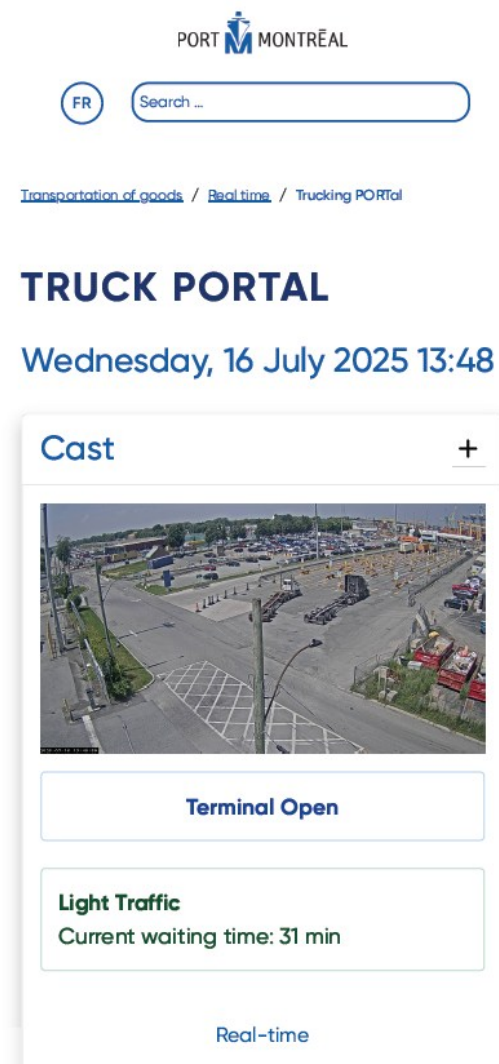 PORT MONTRÉAL
FR
Search ...
Transportation of goods / Real time / Trucking PORTal
TRUCK PORTAL
Wednesday, 16 July 2025 13:48
Cast
+
Terminal Open
Light Traffic
Current waiting time: 31 min
Real-time